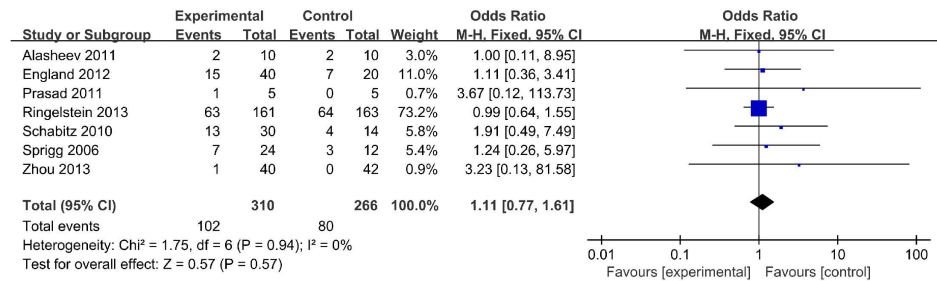 Experimental Control Odds Ratio Odds Ratio
Study or Subgroup Events Total Events Total Weight M-H, Fixed, 95% CI M-H, Fixed, 95% CI
Alasheev 2011 2 10 2 10 3.0% 1.00 [0.11, 8.95]
England 2012 15 40 7 20 11.0% 1.11 [0.36, 3.41]
Prasad 2011 1 5 0 5 0.7% 3.67 [0.12, 113.73]
Ringelstein 2013 63 161 64 163 73.2% 0.99 [0.64, 1.55]
Schabitz 2010 13 30 4 14 5.8% 1.91 [0.49, 7.49]
Sprigg 2006 7 24 3 12 5.4% 1.24 [0.26, 5.97]
Zhou 2013 1 40 0 42 0.9% 3.23 [0.13, 81.58]
Total (95% CI) 310 266 100.0% 1.11 [0.77, 1.61]
Total events 102 80
Heterogeneity: Chi² = 1.75, df = 6 (P = 0.94); I² = 0%
Test for overall effect: Z = 0.57 (P = 0.57)
0.01 0.1 1 10 100
Favours [experimental] Favours [control]